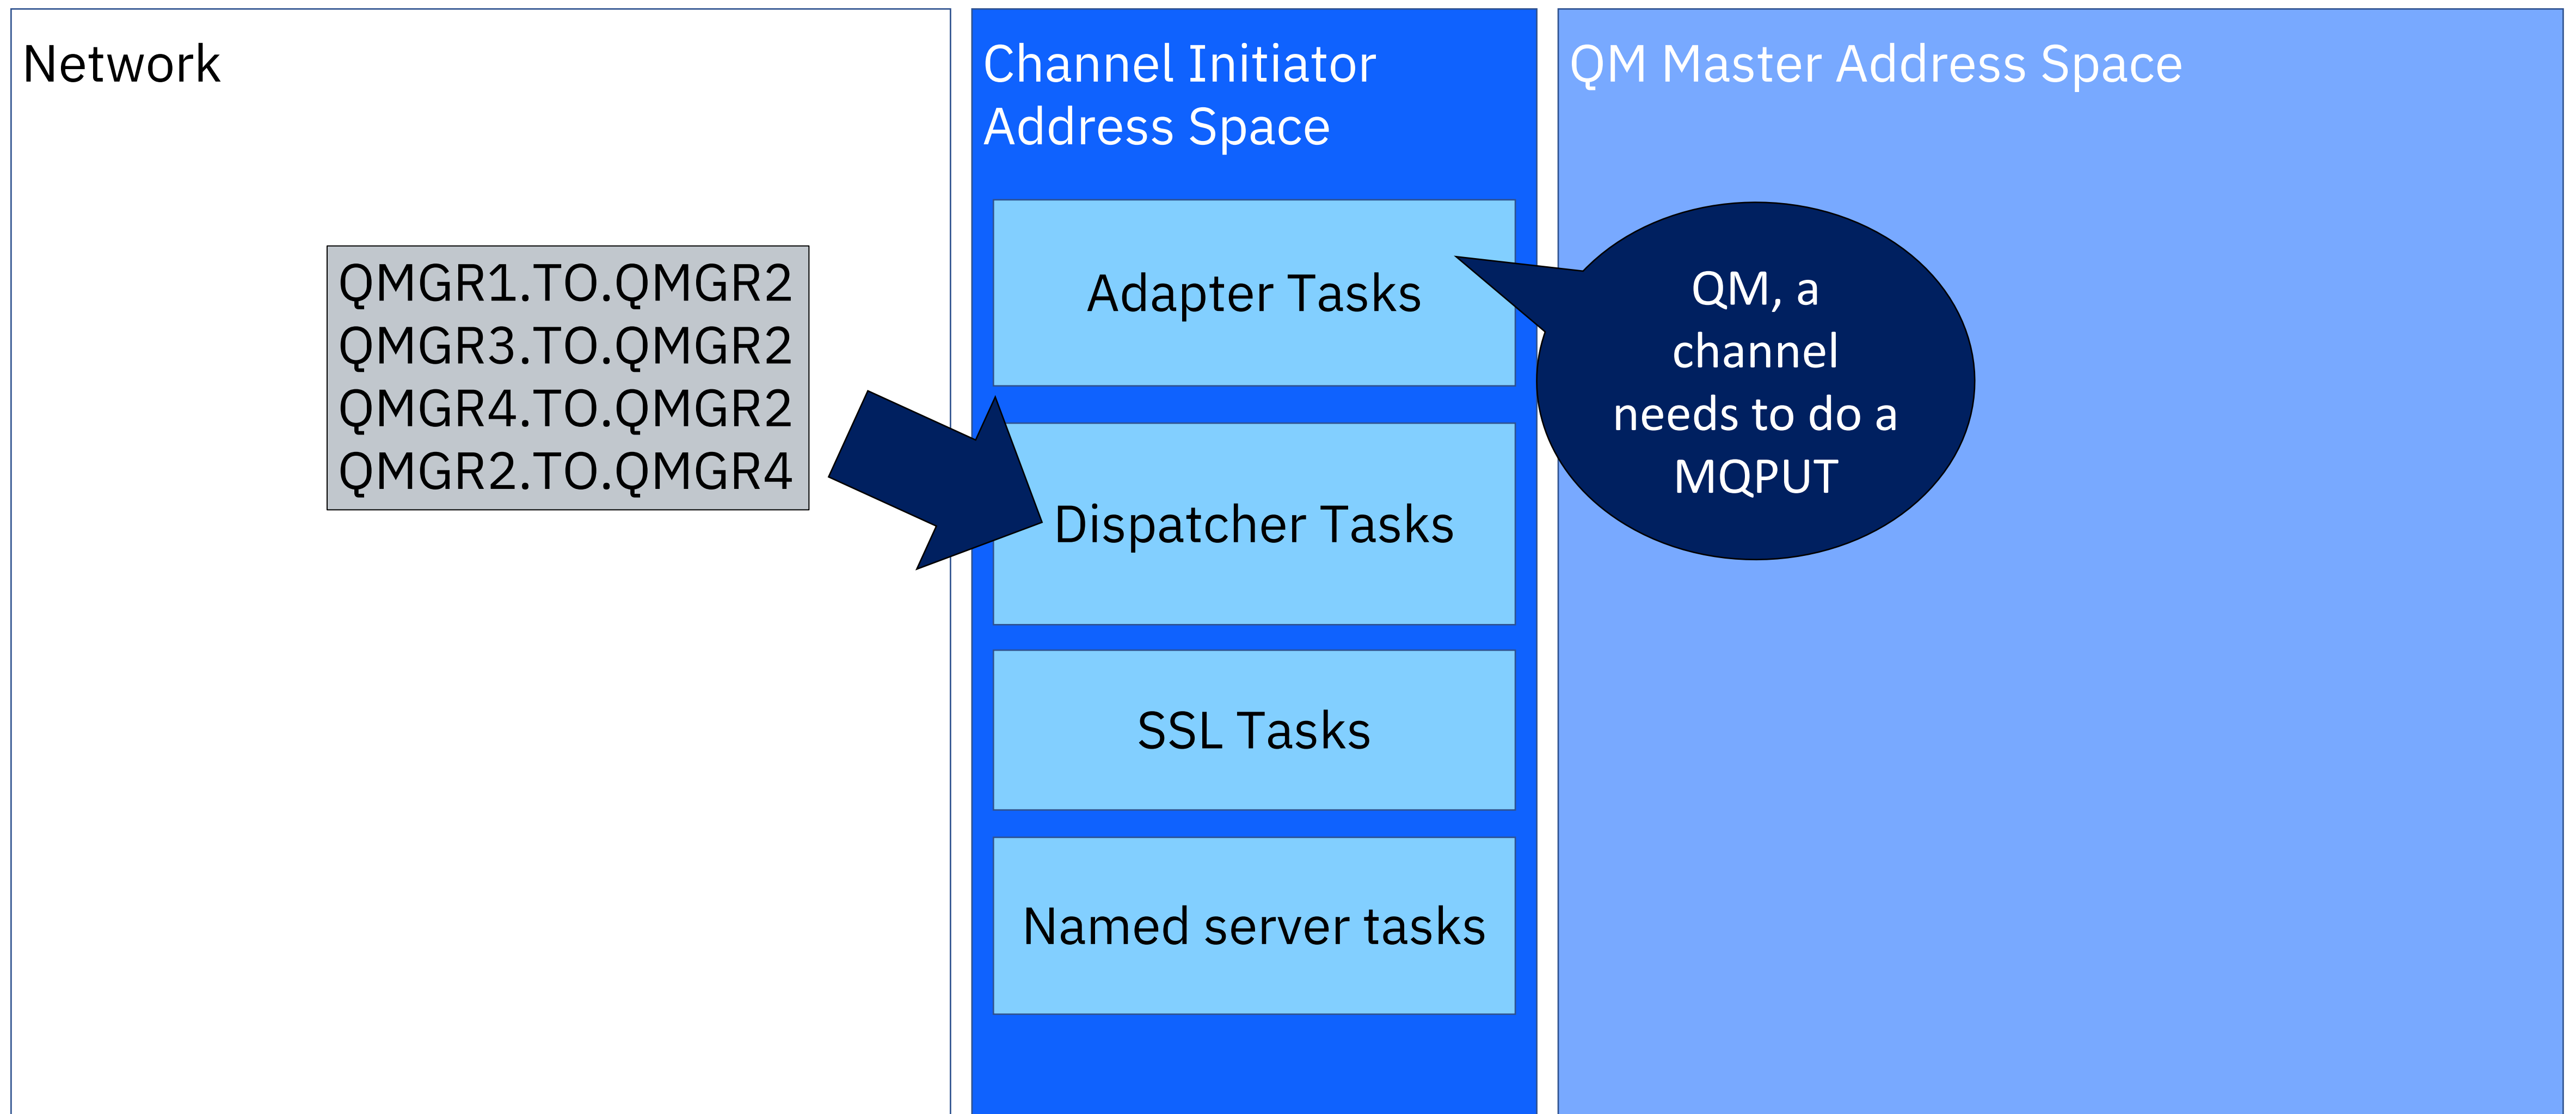 Network
QMGR1.TO.QMGR2
QMGR3.TO.QMGR2
QMGR4.TO.QMGR2
QMGR2.TO.QMGR4
Channel Initiator
Address Space
Adapter Tasks
Dispatcher Tasks
SSL Tasks
Named server tasks
QM Master Address Space
QM, a
channel
needs to do a
MQPUT